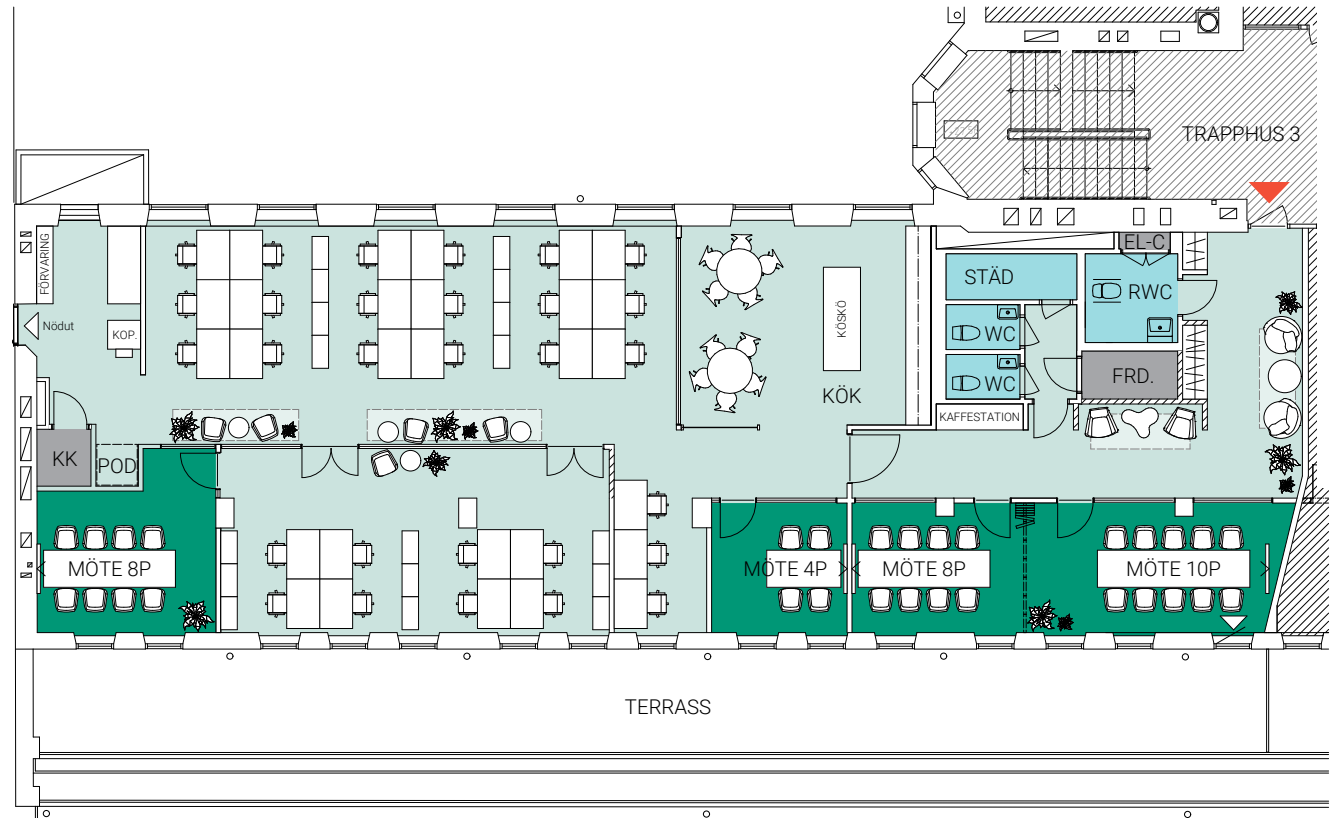 TRAPPHUS 3
EL-C
FÖRVARING
STÄD
RWC
Nödut
KOP.
KÖSKÖ
WC
WC
FRD.
KÖK
KAFFESTATION
KK
POD
MÖTE 8P
MÖTE 4P
MÖTE 8P
MÖTE 10P
TERRASS